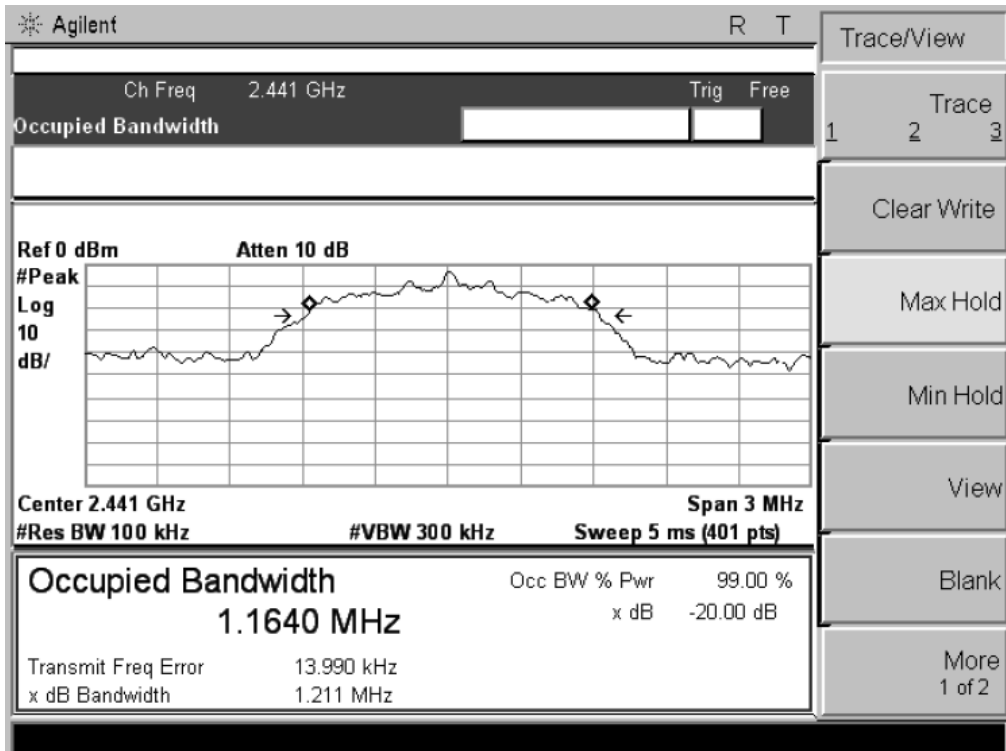 Agilent R T
Ch Freq 2.441 GHz Trig Free
Occupied Bandwidth
Ref 0 dBm Atten 10 dB
#Peak
Log
10
dB/
Center 2.441 GHz Span 3 MHz
#Res BW 100 kHz #VBW 300 kHz Sweep 5 ms (401 pts)
Occupied Bandwidth
1.1640 MHz
Occ BW % Pwr 99.00 %
x dB -20.00 dB
Transmit Freq Error 13.990 kHz
x dB Bandwidth 1.211 MHz
Trace/View
Trace
1 2 3
Clear Write
Max Hold
Min Hold
View
Blank
More
1 of 2